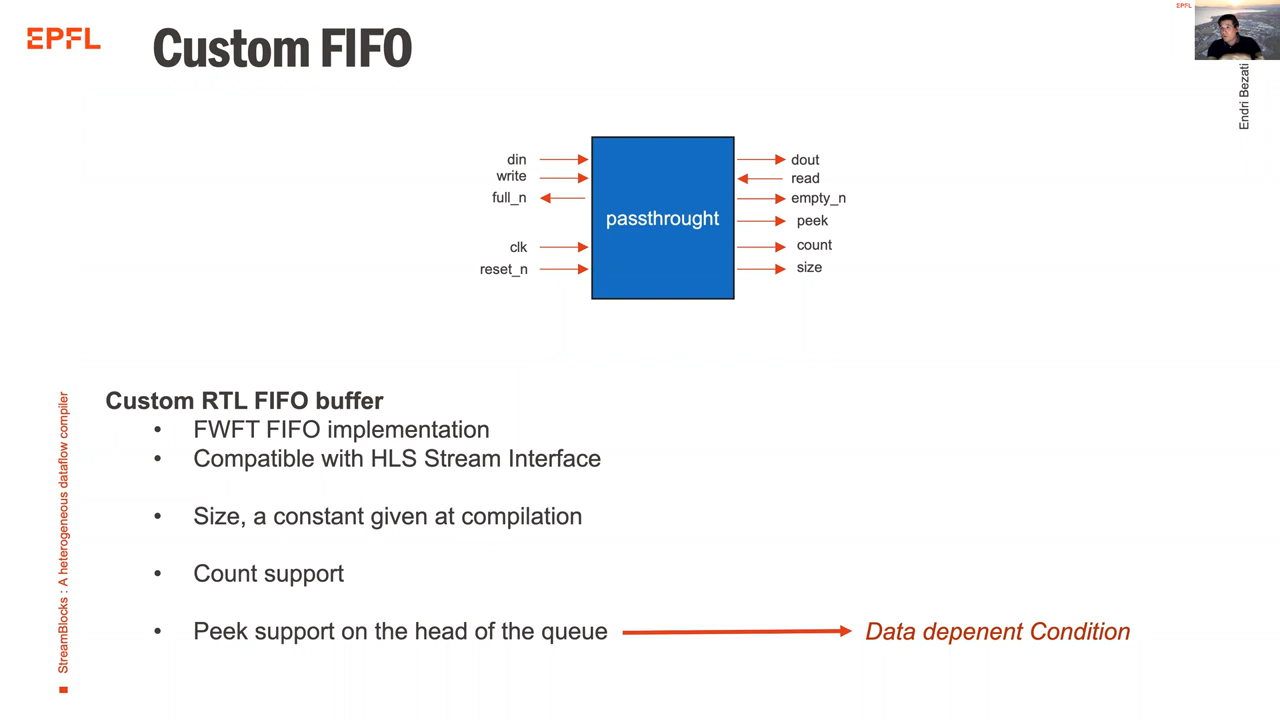 EPFL
Custom FIFO
EPFL
Endri Bezati
din
write
full_n
clk
reset_n
passthrought
dout
read
empty_n
peek
count
size
StreamBlocks : A heterogeneous dataflow compiler
Custom RTL FIFO buffer
• FWFT FIFO implementation
• Compatible with HLS Stream Interface
• Size, a constant given at compilation
• Count support
• Peek support on the head of the queue
Data depenent Condition